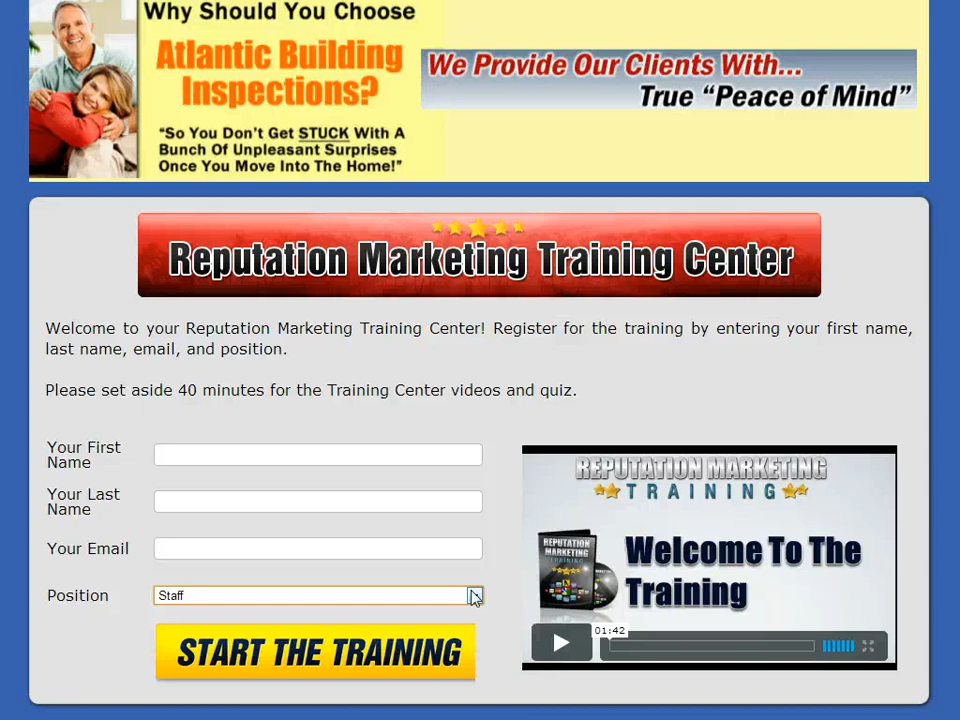 Why Should You Choose
Atlantic Building
Inspections?
"So You Don't Get STUCK With A
Bunch Of Unpleasant Surprises
Once You Move Into The Home!"
We Provide Our Clients With...
True "Peace of Mind"
Reputation Marketing Training Center
Welcome to your Reputation Marketing Training Center! Register for the training by entering your first name,
last name, email, and position.
Please set aside 40 minutes for the Training Center videos and quiz.
Your First
Name
Your Last
Name
Your Email
Position
Staff
START THE TRAINING
REPUTATION MARKETING
TRAINING
REPUTATION
MARKETING
TRAINING
Welcome To The
Training
01:42